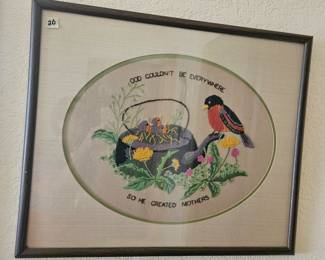 26
GOD COULDN'T BE EVERYWHERE
SO HE CREATED MOTHERS